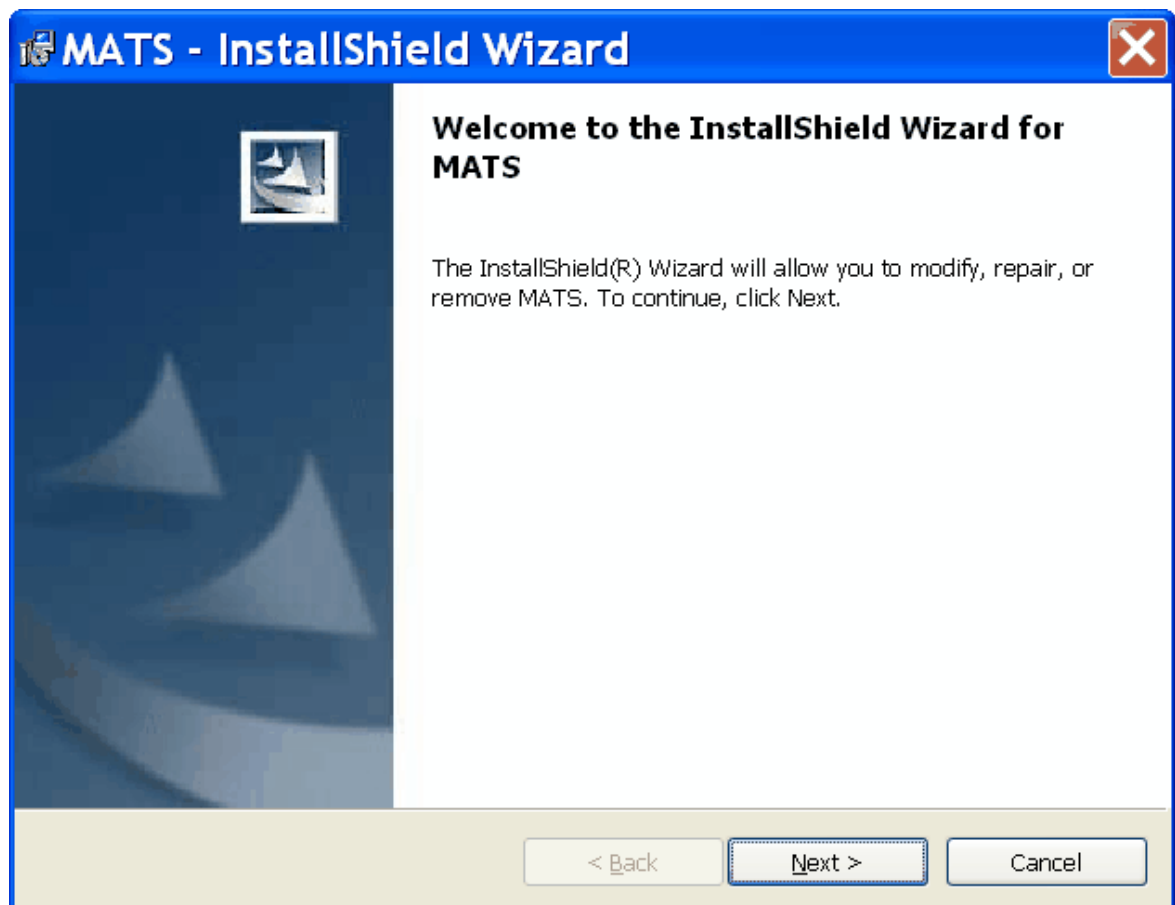 MATS - InstallShield Wizard
Welcome to the InstallShield Wizard for
MATS
The InstallShield(R) Wizard will allow you to modify, repair, or
remove MATS. To continue, click Next.
< Back
Next >
Cancel